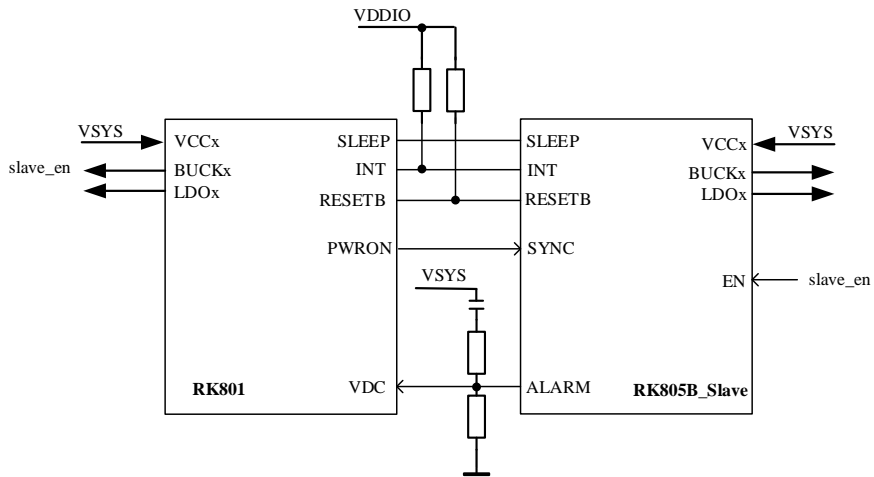 VDDIO
VSYS
VCCx
SLEEP
SLEEP
VCCx
VSYS
slave_en
BUCKx
INT
INT
BUCKx
LDOx
RESETB
RESETB
LDOx
PWRON
SYNC
VSYS
EN
slave_en
RK801
VDC
ALARM
RK805B_Slave